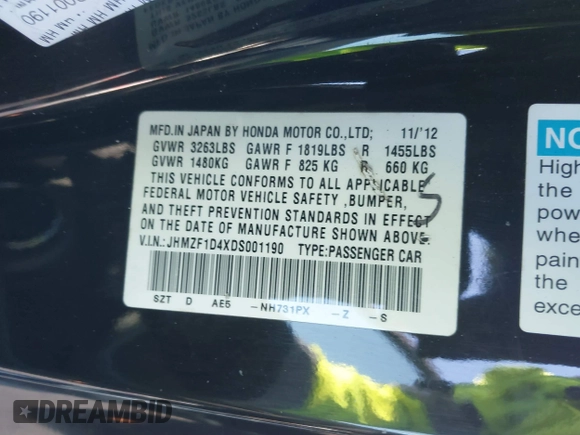 001190
MFD.IN JAPAN BY HONDA MOTOR CO.,LTD; 11/'12
GVWR 3263LBS GAWR F 1819LBS R 1455LBS
GVWR 1480KG GAWR F 825 KG R 660 KG
THIS VEHICLE CONFORMS TO ALL APPLICABLE
FEDERAL MOTOR VEHICLE SAFETY ,BUMPER,
AND THEFT PREVENTION STANDARDS IN EFFECT
ON THE DATE OF MANUFACTURE SHOWN ABOVE.
V.I.N.: JHMZF1D4XDS001190 TYPE:PASSENGER CAR
SZT D AE5 -NH731PX -Z -S
5
NO
High
the
pow
whe
pain
the
exce
DREAMBID